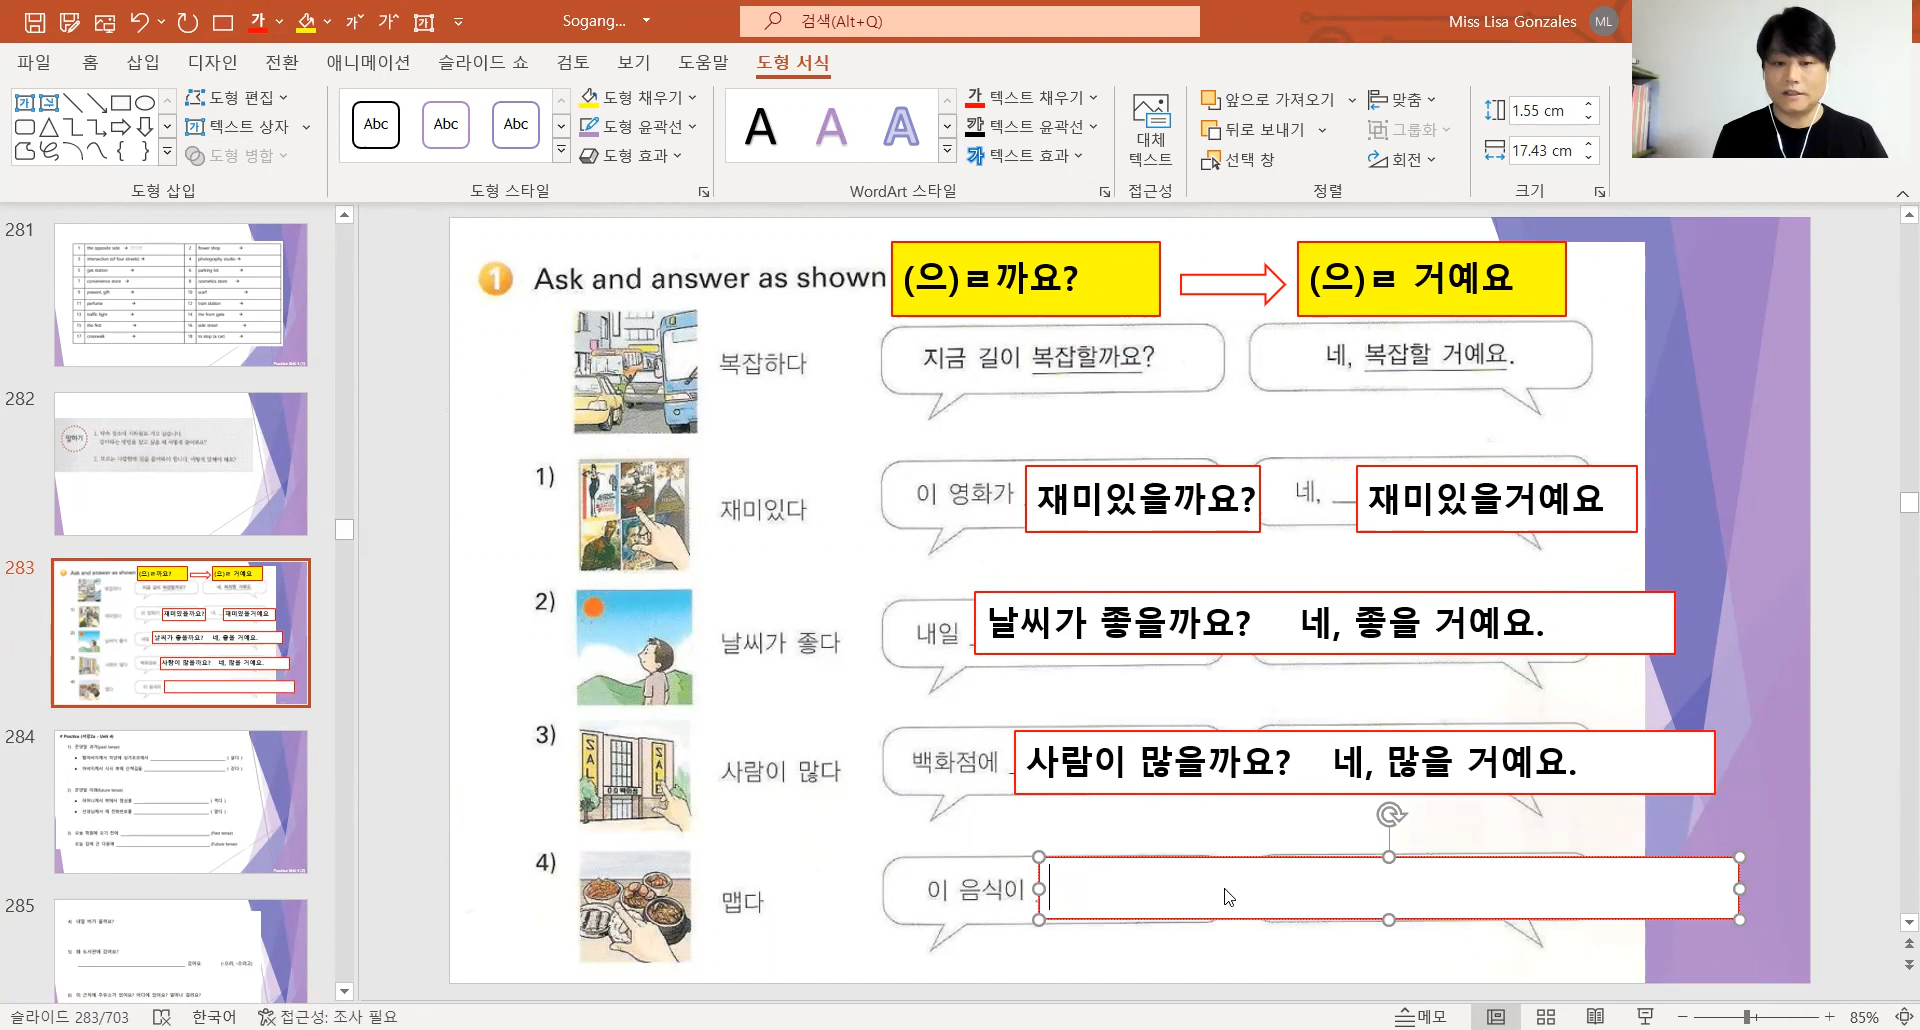 Sogang...
검색(Alt+Q)
Miss Lisa Gonzales
ML
파일 홈 삽입 디자인 전환 애니메이션 슬라이드 쇼 검토 보기 도움말 도형 서식
도형 편집
텍스트 상자
도형 병합
도형 삽입
Abc Abc Abc
도형 채우기
도형 윤곽선
도형 효과
도형 스타일
A A A
텍스트 채우기
텍스트 윤곽선
텍스트 효과
WordArt 스타일
대체
텍스트
접근성
앞으로 가져오기
뒤로 보내기
선택 창
맞춤
그룹화
회전
정렬
1.55 cm
17.43 cm
크기
281
282
283
284
285
1 Ask and answer as shown
(으)ㄹ까요?
(으)ㄹ 거예요
복잡하다
지금 길이 복잡할까요?
네, 복잡할 거예요.
1)
재미있다
이 영화가 재미있을까요?
네, 재미있을거예요
2)
날씨가 좋다
내일 날씨가 좋을까요? 네, 좋을 거예요.
3)
사람이 많다
백화점에 사람이 많을까요? 네, 많을 거예요.
SALE
SALE
4)
맵다
이 음식이
슬라이드 283/703
한국어
접근성: 조사 필요
메모
85%